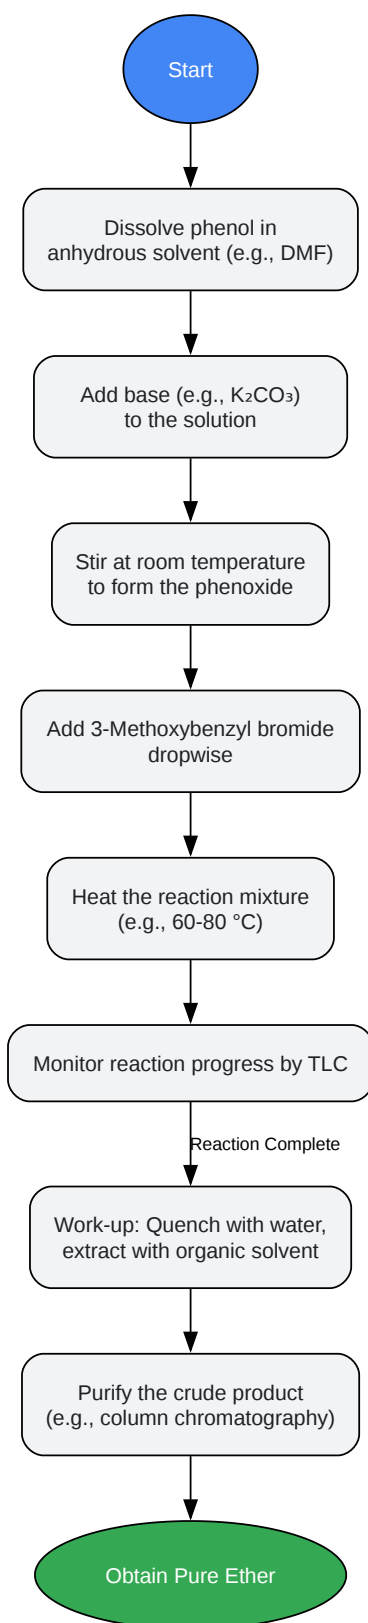 Start
Dissolve phenol in
anhydrous solvent (e.g., DMF)
Add base (e.g., K₂CO₃)
to the solution
Stir at room temperature
to form the phenoxide
Add 3-Methoxybenzyl bromide
dropwise
Heat the reaction mixture
(e.g., 60-80 °C)
Monitor reaction progress by TLC
Reaction Complete
Work-up: Quench with water,
extract with organic solvent
Purify the crude product
(e.g., column chromatography)
Obtain Pure Ether